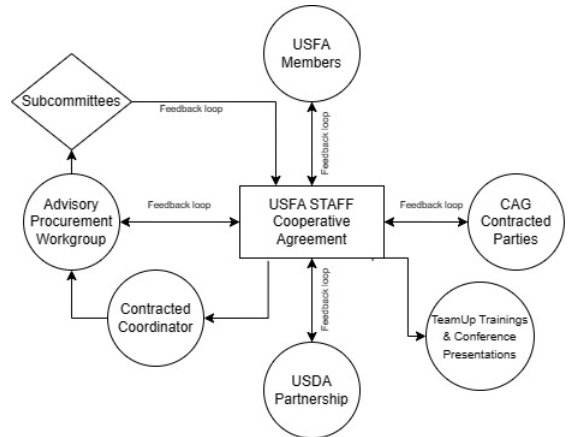 USFA
Members
Subcommittees
Feedback loop
Feedback loop
Advisory
Procurement
Workgroup
Feedback loop
USFA STAFF
Cooperative
Agreement
Feedback loop
CAG
Contracted
Parties
Contracted
Coordinator
Feedback loop
TeamUp Trainings
& Conference
Presentations
USDA
Partnership